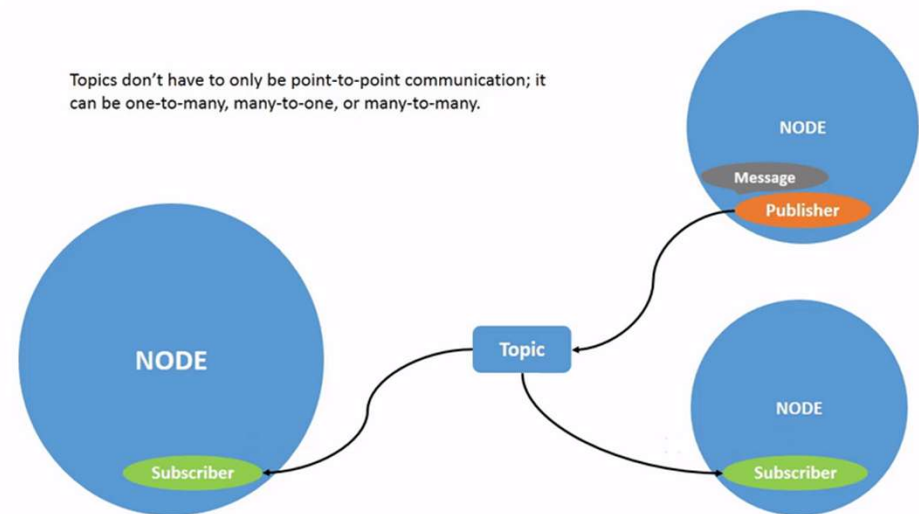 Topics don’t have to only be point-to-point communication; it
can be one-to-many, many-to-one, or many-to-many.
NODE
Message
Publisher
Topic
NODE
NODE
Subscriber
Subscriber